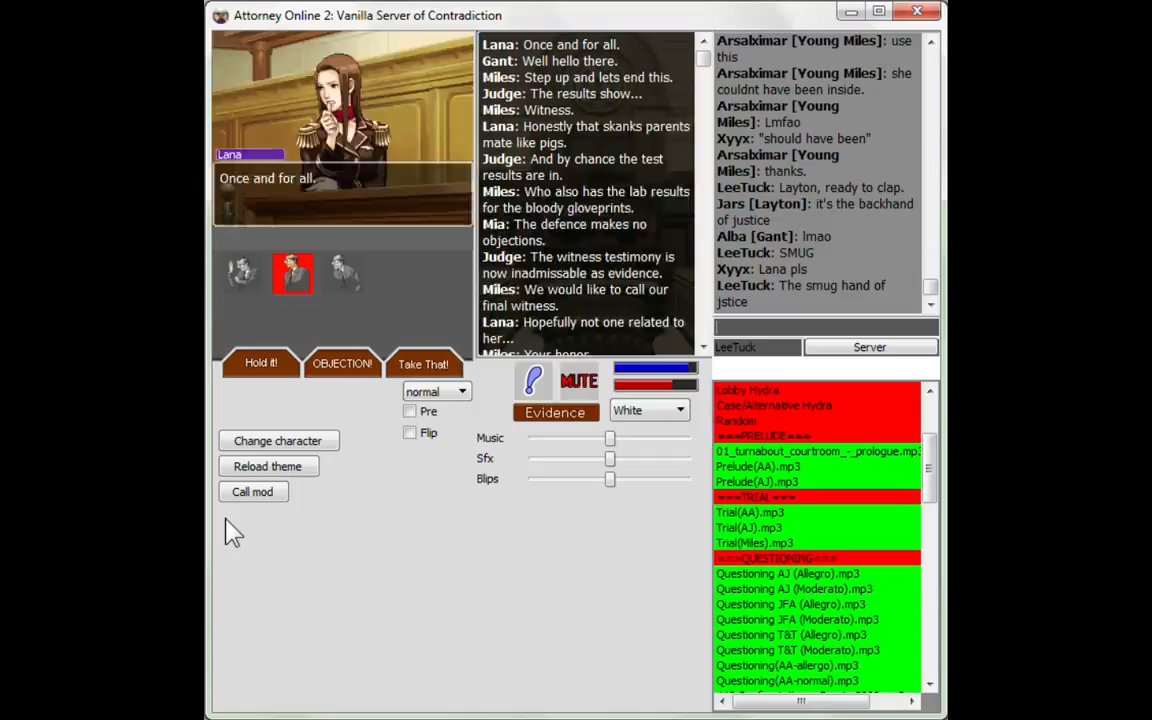 Attorney Online 2: Vanilla Server of Contradiction
Lana
Once and for all.
Hold it!
OBJECTION!
Take That!
Lana: Once and for all.
Gant: Well hello there.
Miles: Step up and lets end this.
Judge: The results show...
Miles: Witness.
Lana: Honestly that skanks parents
mate like pigs.
Judge: And by chance the test
results are in.
Miles: Who also has the lab results
for the bloody gloveprints.
Mia: The defence makes no
objections.
Judge: The witness testimony is
now inadmissable as evidence.
Miles: We would like to call our
final witness.
Lana: Hopefully not one related to
her...
Miles: Your honor
Arsalximar [Young Miles]: use
this
Arsalximar [Young Miles]: she
couldnt have been inside.
Arsalximar [Young
Miles]: Lmfao
Xyyx: "should have been"
Arsalximar [Young
Miles]: thanks.
LeeTuck: Layton, ready to clap.
Jars [Layton]: it's the backhand
of justice
Alba [Gant]: lmao
LeeTuck: SMUG
Xyyx: Lana pls
LeeTuck: The smug hand of
jstice
LeeTuck
Server
normal
Pre
Flip
MUTE
Evidence
White
Change character
Reload theme
Call mod
Music
Sfx
Blips
Lobby Hydra
Case/Alternative Hydra
Random
===PRELUDE===
01_turnabout_courtroom_-_prologue.mp3
Prelude(AA).mp3
Prelude(AJ).mp3
===TRIAL===
Trial(AA).mp3
Trial(AJ).mp3
Trial(Miles).mp3
===QUESTIONING===
Questioning AJ (Allegro).mp3
Questioning AJ (Moderato).mp3
Questioning JFA (Allegro).mp3
Questioning JFA (Moderato).mp3
Questioning T&T (Allegro).mp3
Questioning T&T (Moderato).mp3
Questioning(AA-allergo).mp3
Questioning(AA-normal).mp3